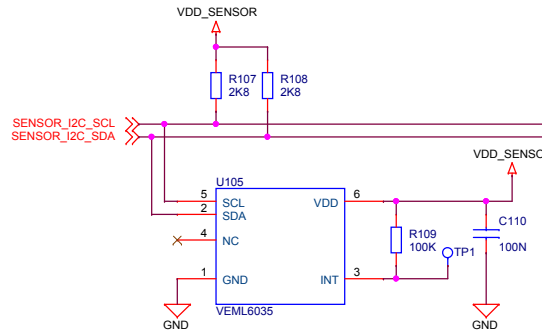 VDD_SENSOR
R107
2K8
R108
2K8
SENSOR_I2C_SCL
SENSOR_I2C_SDA
VDD_SENSO
U105
5
SCL
VDD
6
2
SDA
C110
100N
R109
100K
TP1
4
NC
1
GND
INT
3
VEML6035
GND
GND